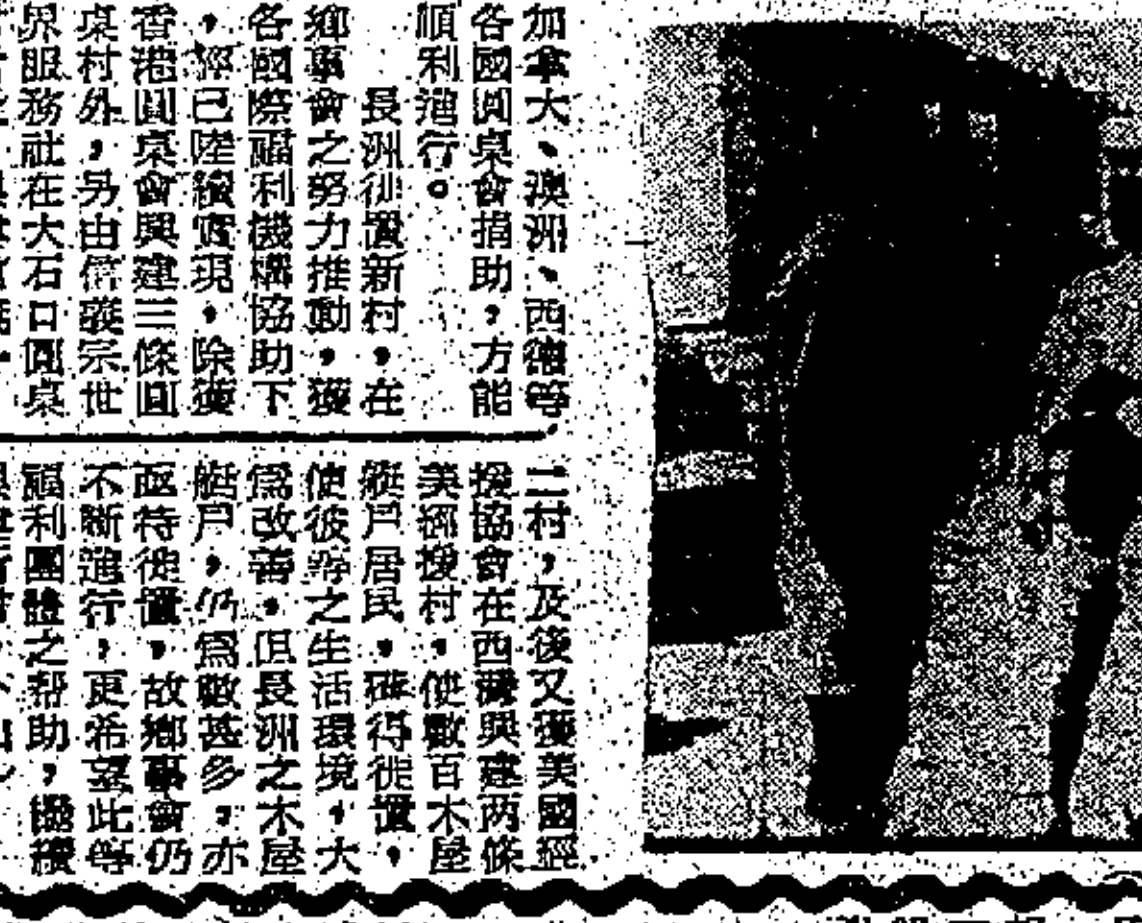 加拿大、澳洲、西德等
各國圓桌會捐助，方能
順利進行。
長洲徙置新村，在
鄉事會之努力推動，獲
各國際福利機構協助下
，經已陸續實現，除獲
香港圓桌會興建三條圓
桌村外，另由信義宗世
界服務社在大石口圓桌
二村，及後又獲美國經
援協會在西灣興建两條
美經援村，使數百木屋
艇戶居民，確得徙置，
使彼等之生活環境，大
為改善。但長洲之木屋
艇戶，仍為數甚多，亦
亟待徙置，故鄉事會仍
不斷進行，更希望此等
福利團體之帮助，繼續